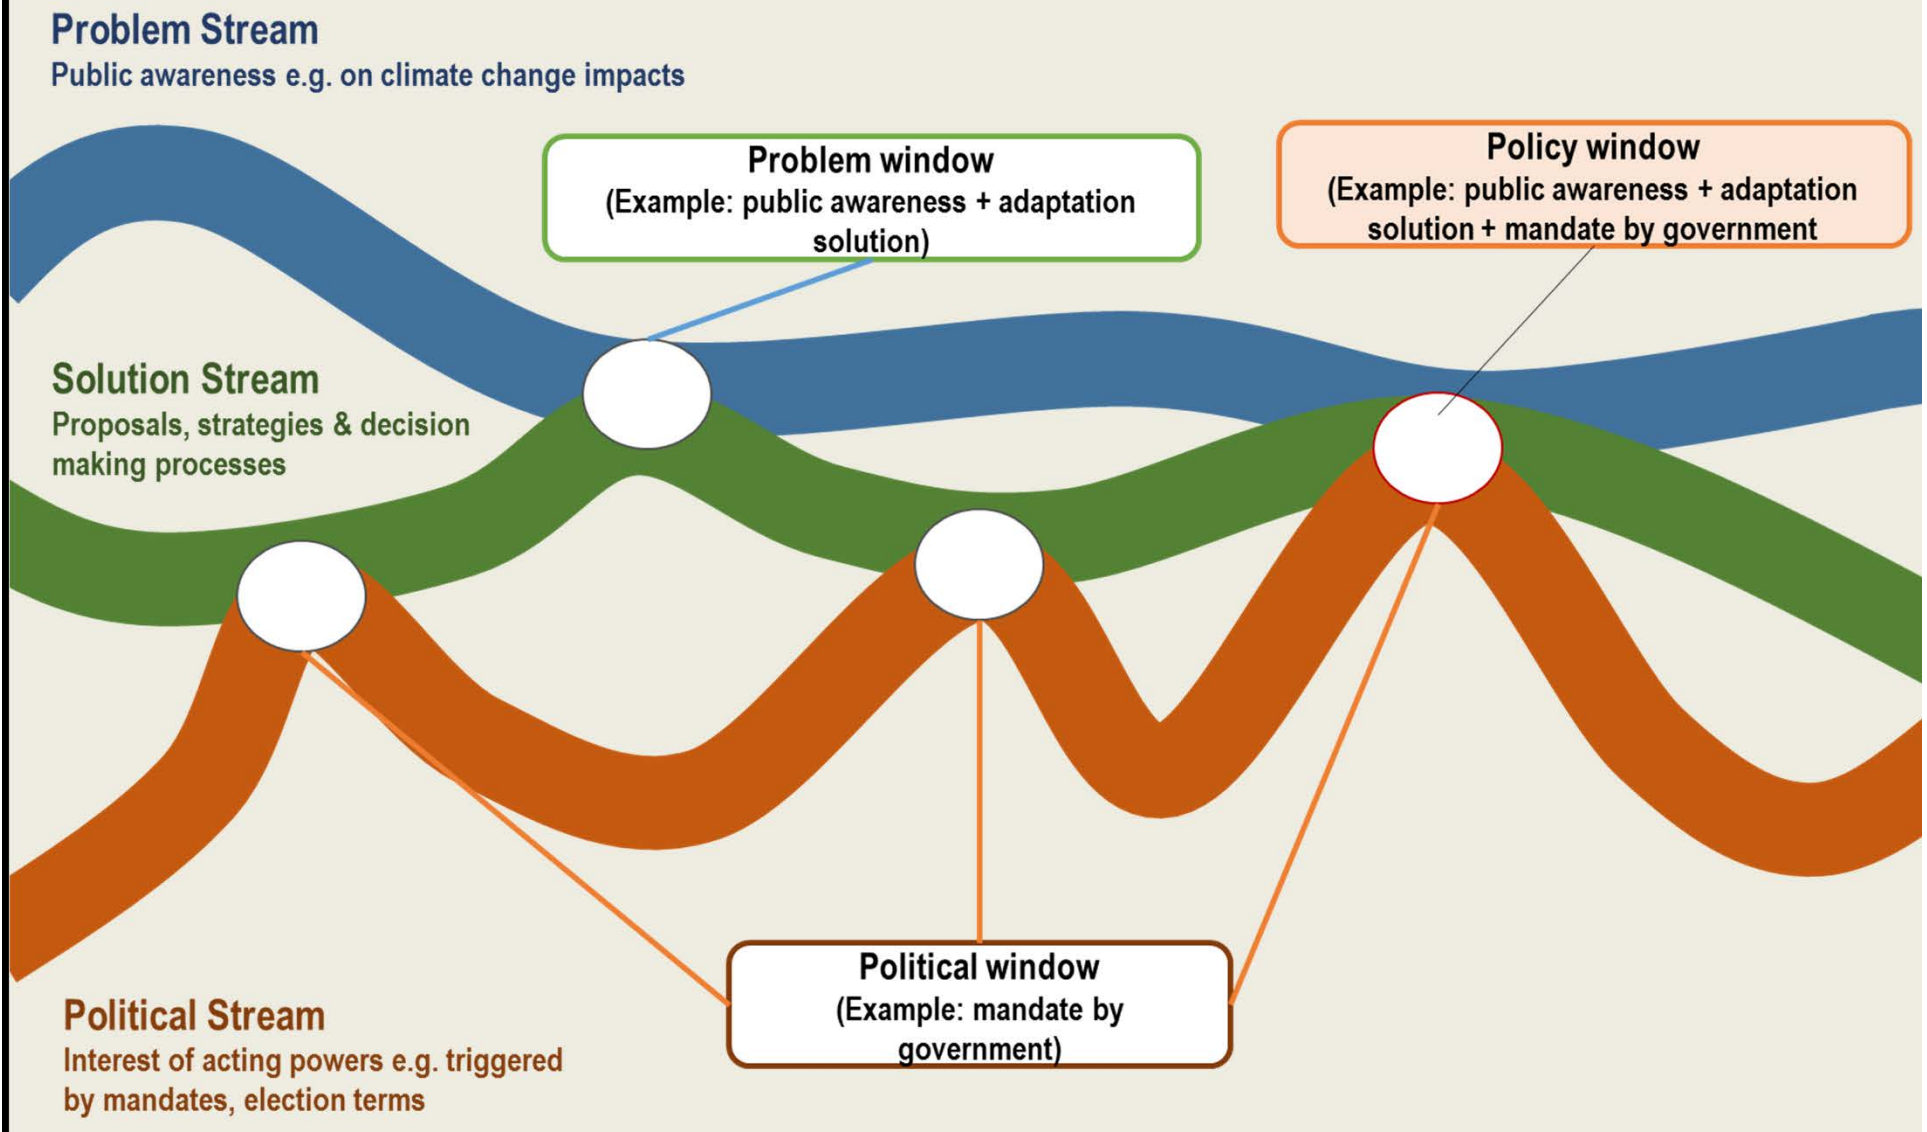 Problem Stream
Public awareness e.g. on climate change impacts
Problem window
(Example: public awareness + adaptation
solution)
Policy window
(Example: public awareness + adaptation
solution + mandate by government
Solution Stream
Proposals, strategies & decision
making processes
Political window
(Example: mandate by
government)
Political Stream
Interest of acting powers e.g. triggered
by mandates, election terms